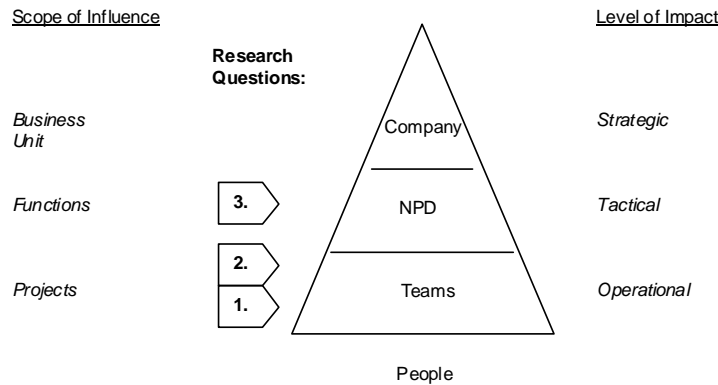 Scope of Influence
Level of Impact
Research
Questions:
Business
Unit
Company
Strategic
Functions
3.
NPD
Tactical
2.
Projects
1.
Teams
Operational
People